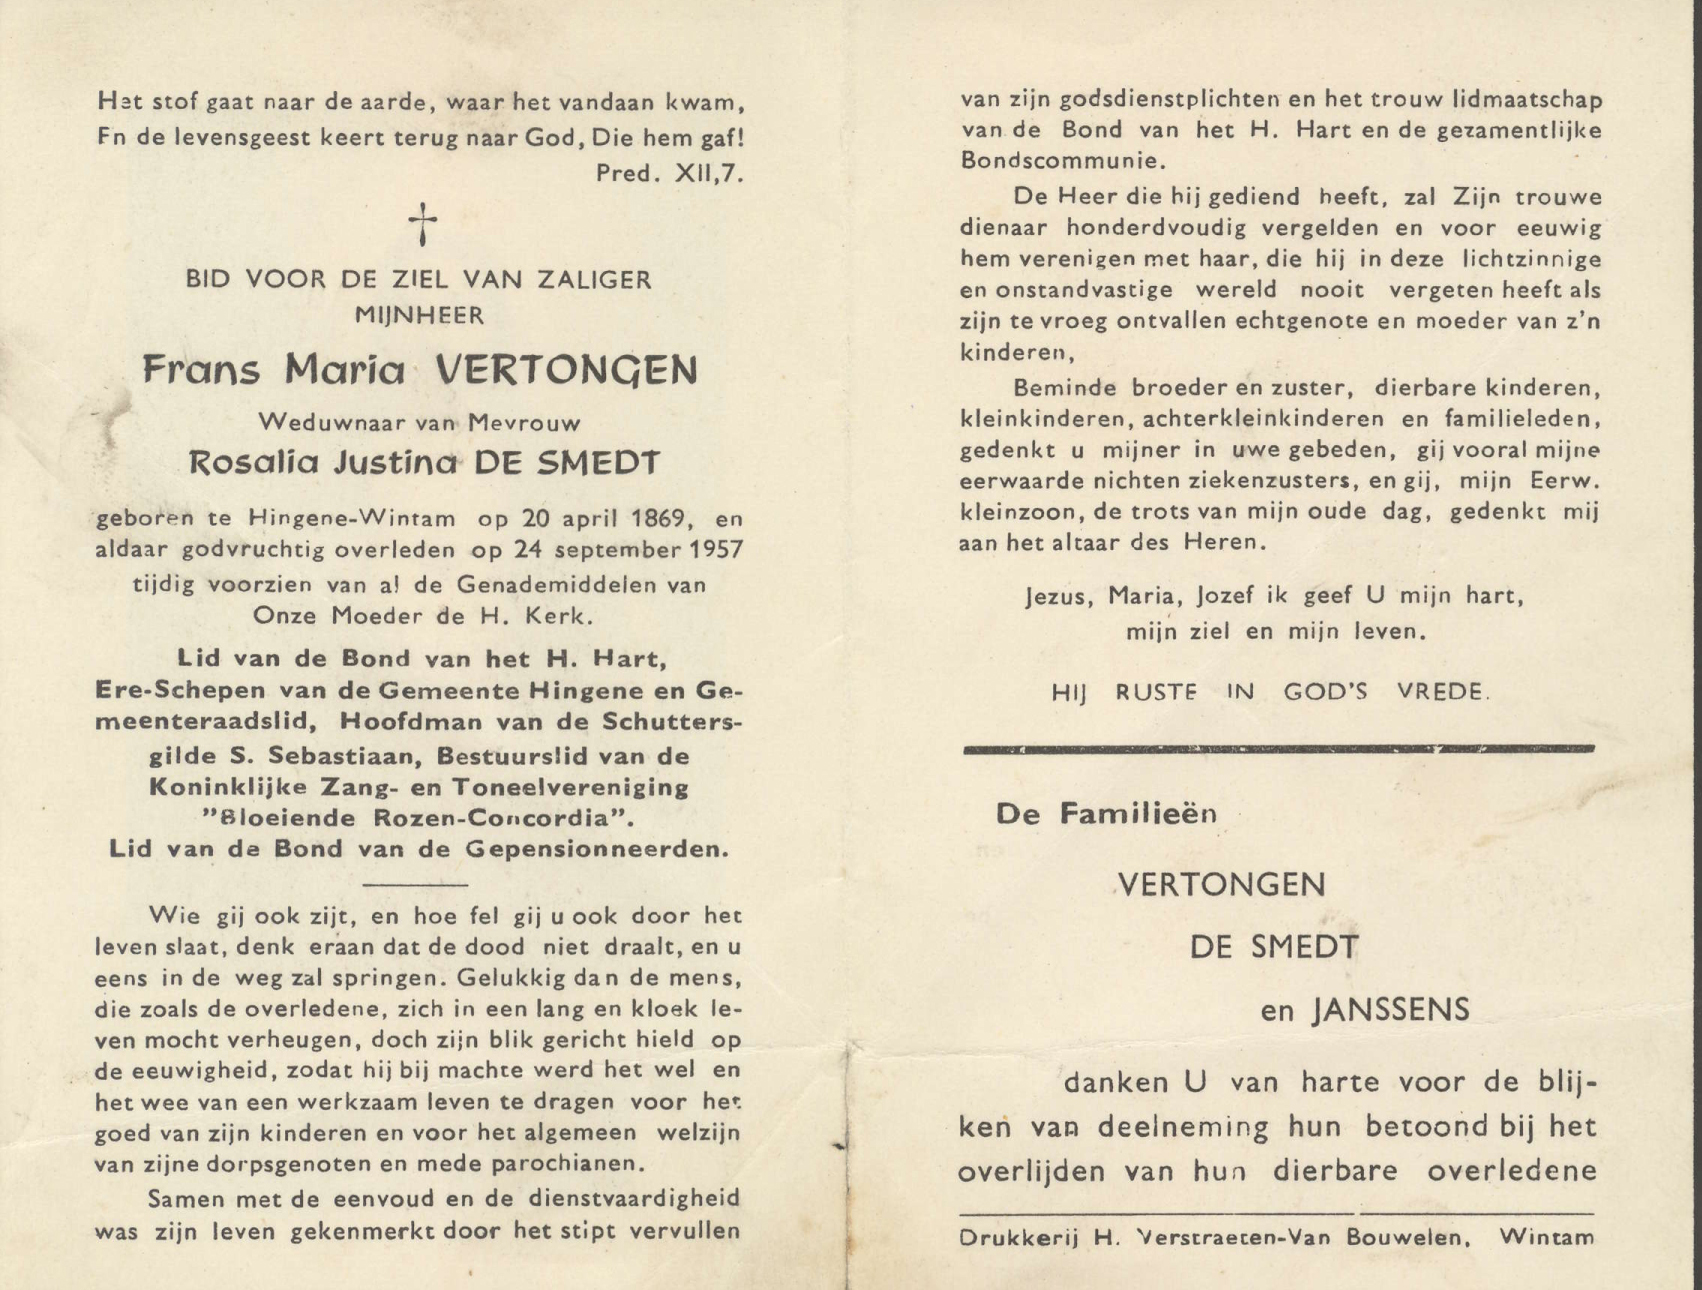 Het stof gaat naar de aarde, waar het vandaan kwam,
Fn de levensgeest keert terug naar God, Die hem gaf!
Pred. XII,7.
BID VOOR DE ZIEL VAN ZALIGER
MIJNHEER
Frans Maria VERTONGEN
Weduwnaar van Mevrouw
Rosalia Justina DE SMEDT
geboren te Hingene-Wintam op 20 april 1869, en
aldaar godvruchtig overleden op 24 september 1957
tijdig voorzien van al de Genademiddelen van
Onze Moeder de H. Kerk.
Lid van de Bond van het H. Hart,
Ere-Schepen van de Gemeente Hingene en Ge-
meenteraadslid, Hoofdman van de Schutters-
gilde S. Sebastiaan, Bestuurslid van de
Koninklijke Zang- en Toneelvereniging
"Bloeiende Rozen-Concordia".
Lid van de Bond van de Gepensionneerden.
Wie gij ook zijt, en hoe fel gij u ook door het
leven slaat, denk eraan dat de dood niet draalt, en u
eens in de weg zal springen. Gelukkig dan de mens,
die zoals de overledene, zich in een lang en kloek le-
ven mocht verheugen, doch zijn blik gericht hield op
de eeuwigheid, zodat hij bij machte werd het wel en
het wee van een werkzaam leven te dragen voor het
goed van zijn kinderen en voor het algemeen welzijn
van zijne dorpsgenoten en mede parochianen.
Samen met de eenvoud en de dienstvaardigheid
was zijn leven gekenmerkt door het stipt vervullen
van zijn godsdienstplichten en het trouw lidmaatschap
van de Bond van het H. Hart en de gezamentlijke
Bondscommunie.
De Heer die hij gediend heeft, zal Zijn trouwe
dienaar honderdvoudig vergelden en voor eeuwig
hem verenigen met haar, die hij in deze lichtzinnige
en onstandvastige wereld nooit vergeten heeft als
zijn te vroeg ontvallen echtgenote en moeder van z'n
kinderen,
Beminde broeder en zuster, dierbare kinderen,
kleinkinderen, achterkleinkinderen en familieleden,
gedenkt u mijner in uwe gebeden, gij vooral mijne
eerwaarde nichten ziekenzusters, en gij, mijn Eerw.
kleinzoon, de trots van mijn oude dag, gedenkt mij
aan het altaar des Heren.
Jezus, Maria, Jozef ik geef U mijn hart,
mijn ziel en mijn leven.
HIJ RUSTE IN GOD'S VREDE.
De Familieën
VERTONGEN
DE SMEDT
en JANSSENS
danken U van harte voor de blij-
ken van deelneming hun betoond bij het
overlijden van hun dierbare overledene
Drukkerij H. Verstraeten-Van Bouwelen, Wintam